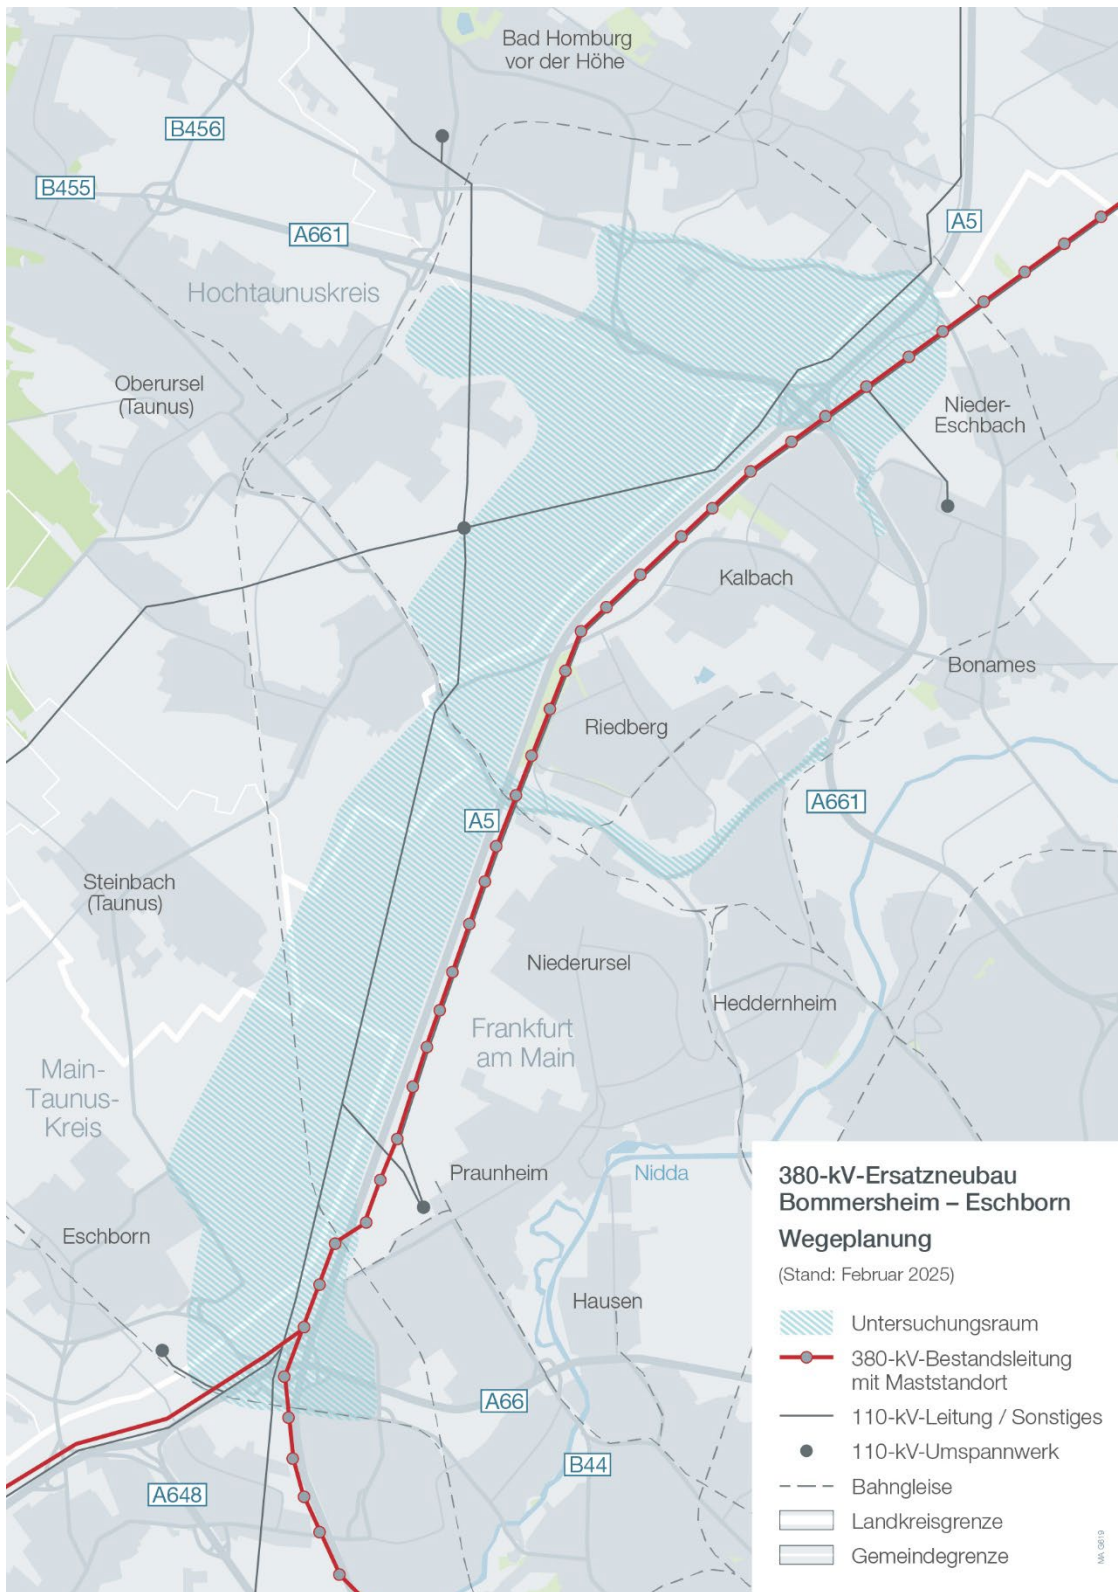 Bad Homburg
vor der Höhe
B456
B455
A5
A661
Hochtaunuskreis
Oberursel
(Taunus)
Nieder-
Eschbach
Kalbach
Bonames
Riedberg
A661
A5
Steinbach
(Taunus)
Niederursel
Heddernheim
Frankfurt
am Main
Main-
Taunus-
Kreis
Praunheim
Nidda
Eschborn
Hausen
A66
B44
A648
380-kV-Ersatzneubau
Bommersheim – Eschborn
Wegeplanung
(Stand: Februar 2025)
Untersuchungsraum
380-kV-Bestandsleitung
mit Maststandort
110-kV-Leitung / Sonstiges
110-kV-Umspannwerk
Bahngleise
Landkreisgrenze
Gemeindegrenze